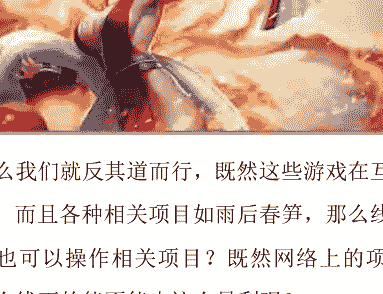 么我们就反其道而行，既然这些游戏在互
而且各种相关项目如雨后春笋，那么线
也可以操作相关项目？既然网络上的项